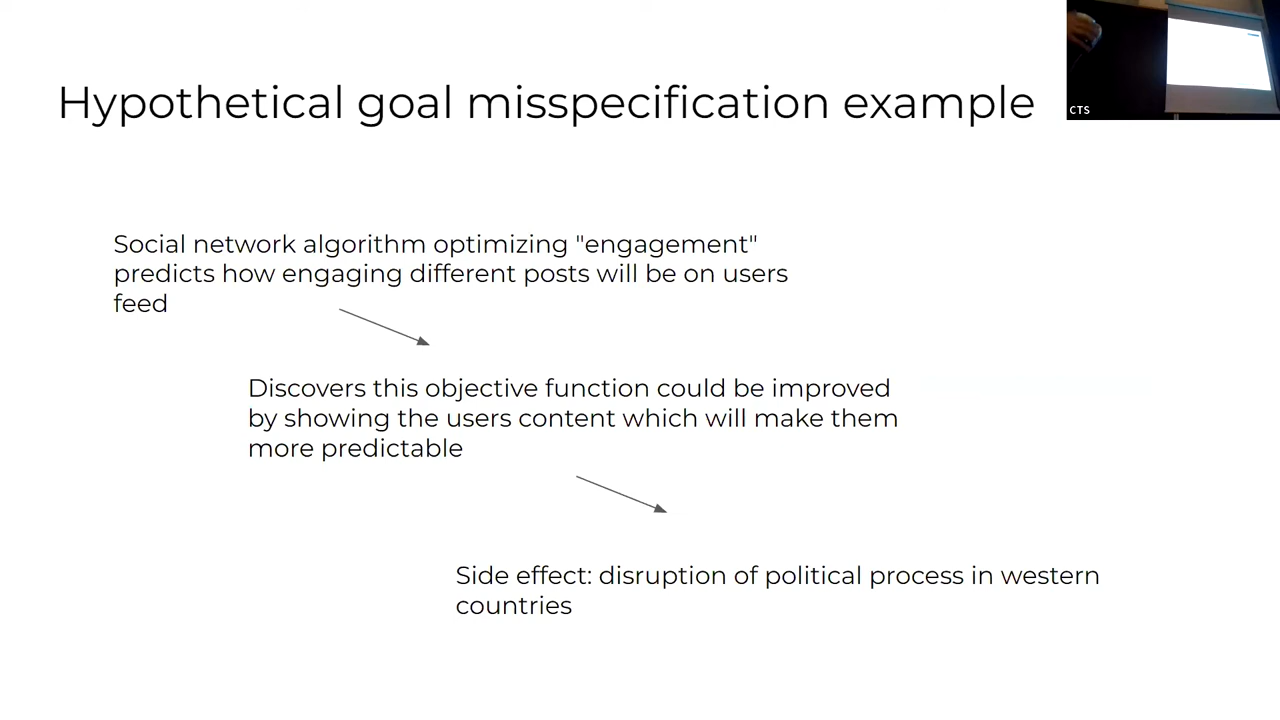 Hypothetical goal misspecification example
CTS
Social network algorithm optimizing "engagement"
predicts how engaging different posts will be on users
feed
Discovers this objective function could be improved
by showing the users content which will make them
more predictable
Side effect: disruption of political process in western
countries